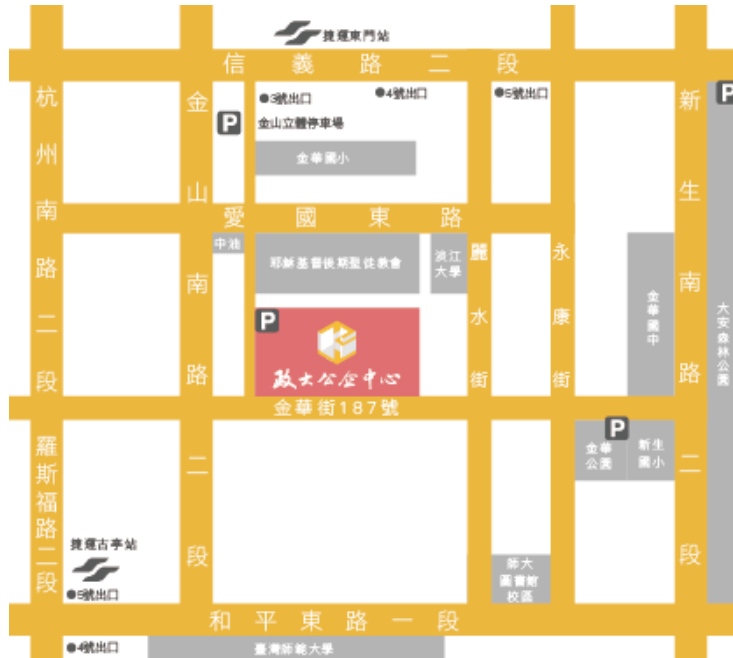 捷運東門站
信義路二段
●3號出口
●4號出口
●5號出口
P
金山立體停車場
P
金華國小
愛國東路
中油
耶穌基督後期聖徒教會
淡江
大學
P
政大公企中心
金華街187號
杭州南路二段
羅斯福路二段
金山南路二段
麗水街
永康街
新生南路二段
金華國中
大安森林公園
P
金華
公園
新生
國小
師大
圖書館
校區
捷運古亭站
●5號出口
和平東路一段
●4號出口
臺灣師範大學